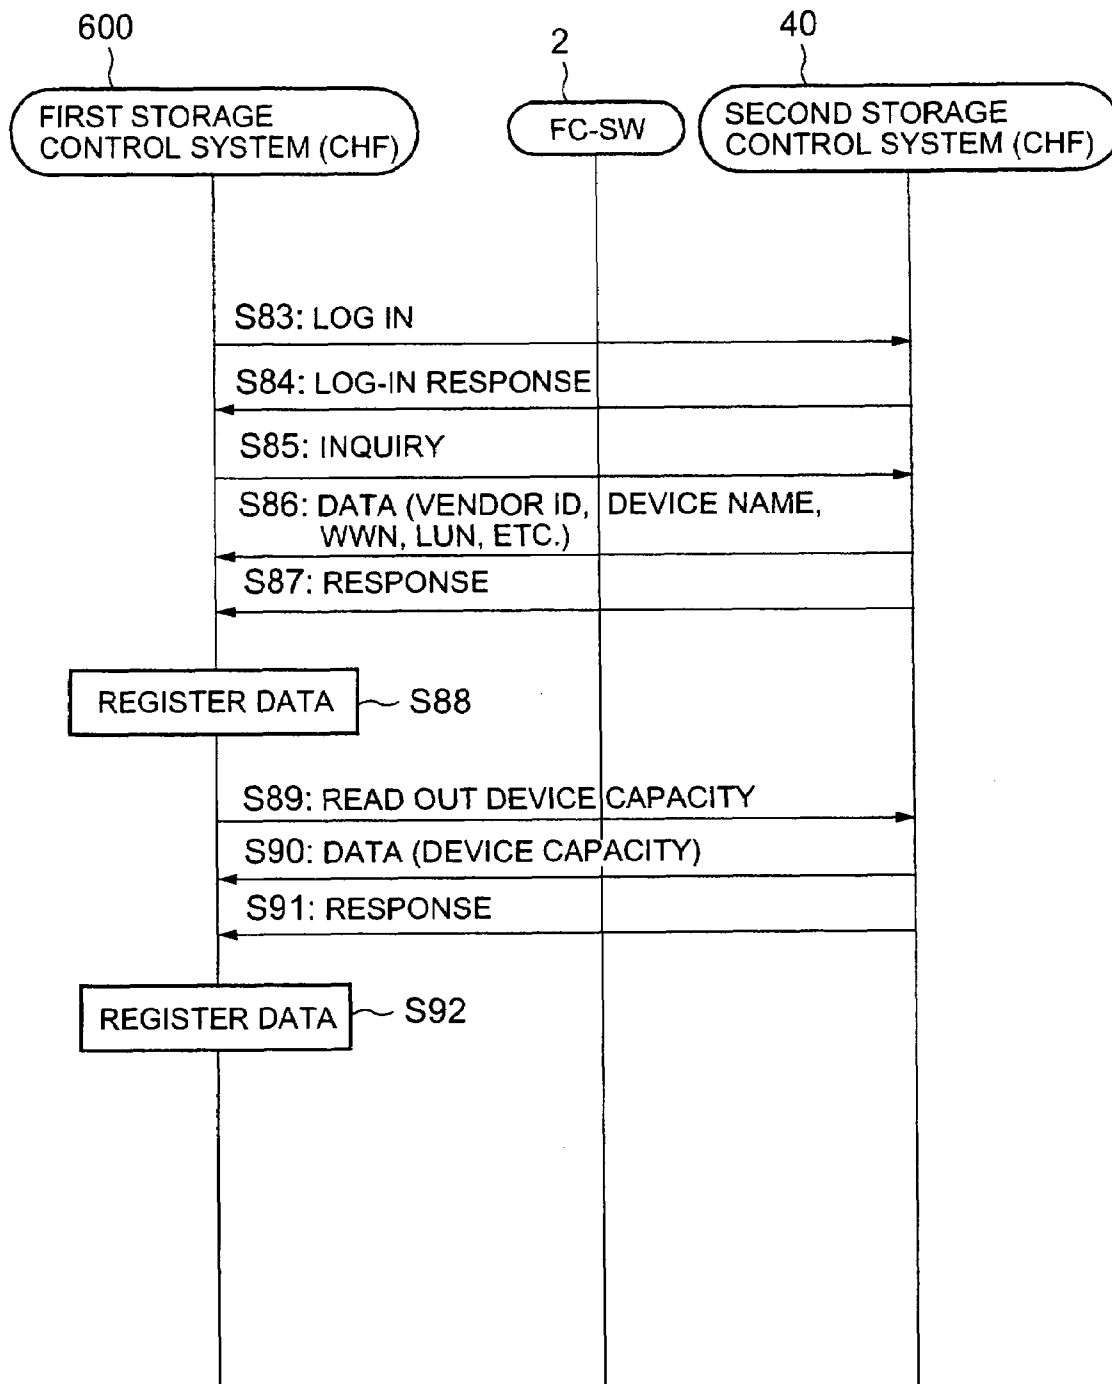 600
2
40
FIRST STORAGE
CONTROL SYSTEM (CHF)
FC-SW
SECOND STORAGE
CONTROL SYSTEM (CHF)
S83: LOG IN
S84: LOG-IN RESPONSE
S85: INQUIRY
S86: DATA (VENDOR ID, DEVICE NAME,
WWN, LUN, ETC.)
S87: RESPONSE
REGISTER DATA
S88
S89: READ OUT DEVICE CAPACITY
S90: DATA (DEVICE CAPACITY)
S91: RESPONSE
REGISTER DATA
S92